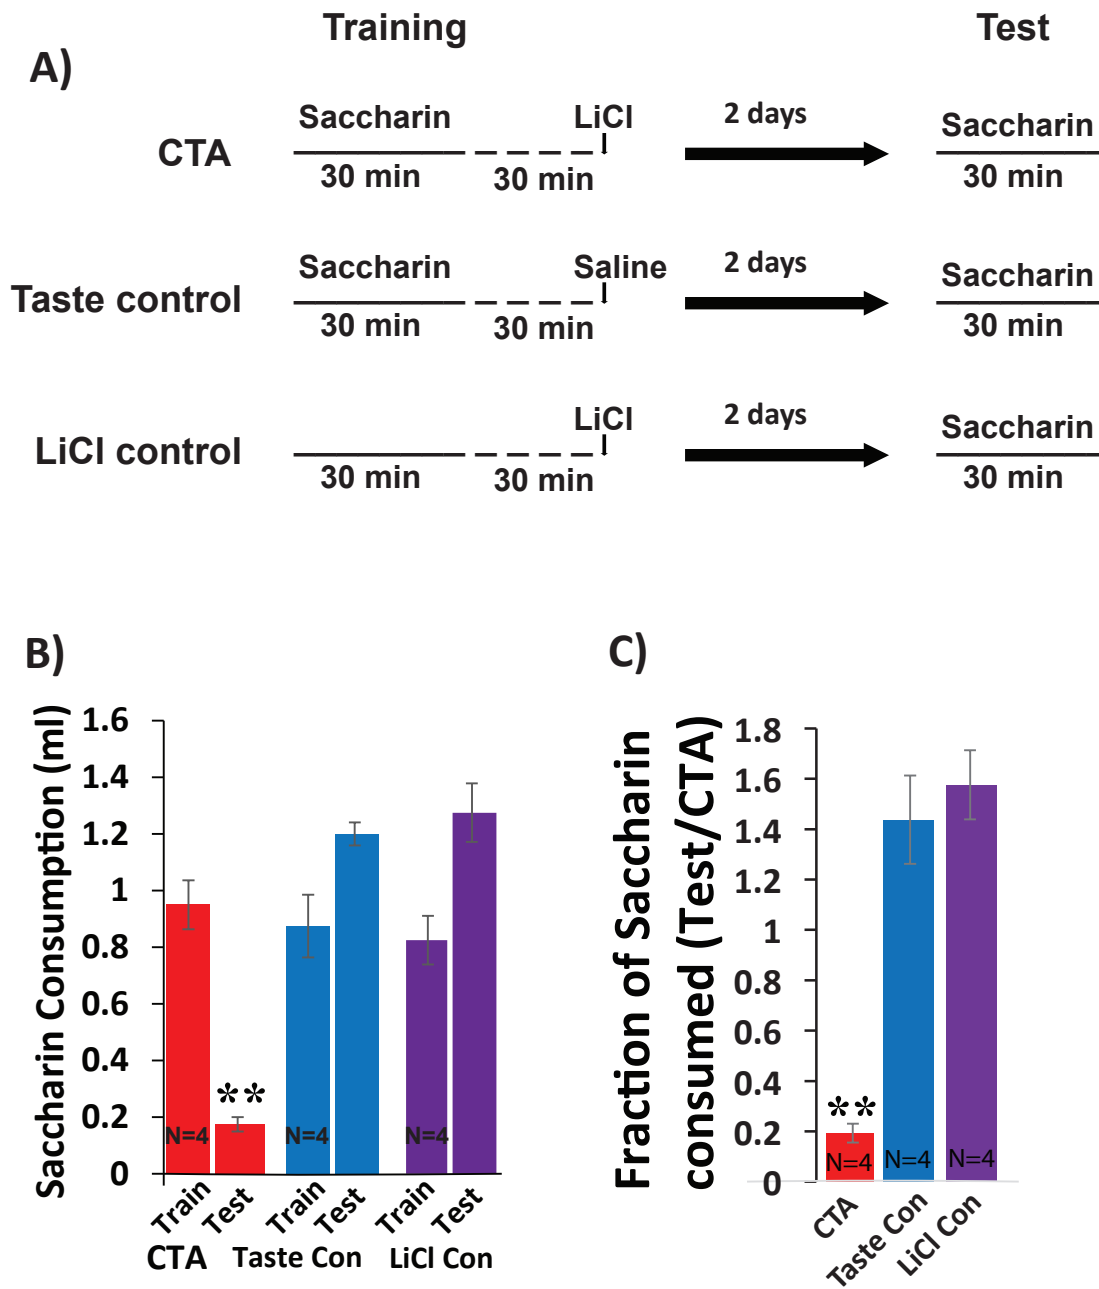 Training
Test
A)
Saccharin
LiCl
2 days
Saccharin
CTA
30 min
30 min
30 min
Saccharin
Saline
2 days
Saccharin
Taste control
30 min
30 min
30 min
LiCl
2 days
Saccharin
LiCl control
30 min
30 min
30 min
B)
Saccharin Consumption (ml)
1.6
1.4
1.2
1
0.8
0.6
0.4
0.2
0
**
N=4
N=4
N=4
Train
Test
Train
Test
Train
Test
CTA
Taste Con
LiCl Con
C)
Fraction of Saccharin
consumed (Test/CTA)
1.8
1.6
1.4
1.2
1
0.8
0.6
0.4
0.2
0
**
N=4
N=4
N=4
CTA
Taste Con
LiCl Con